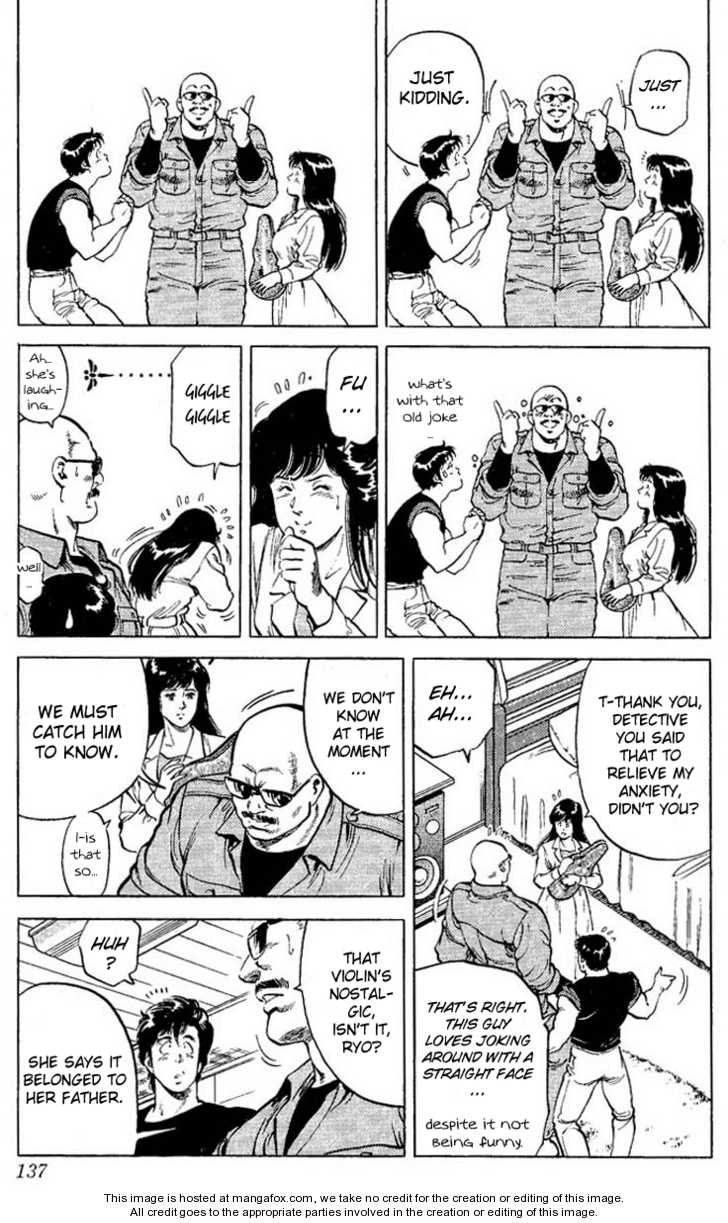 JUST
...
JUST
KIDDING.
what's
with that
old joke
...
FU
...
GIGGLE
GIGGLE
Ah...
she's
laugh-
ing...
well
...
T-THANK YOU,
DETECTIVE
YOU SAID
THAT TO
RELIEVE MY
ANXIETY,
DIDN'T YOU?
EH...
AH...
THAT'S RIGHT.
THIS GUY
LOVES JOKING
AROUND WITH A
STRAIGHT FACE
...
despite it not
being funny.
WE DON'T
KNOW
AT THE
MOMENT
...
WE MUST
CATCH HIM
TO KNOW.
I-is
that
so...
THAT
VIOLIN'S
NOSTAL-
GIC,
ISN'T IT,
RYO?
HUH
?
SHE SAYS IT
BELONGED TO
HER FATHER.
137
This image is hosted at mangafox.com, we take no credit for the creation or editing of this image.
All credit goes to the appropriate parties involved in the creation or editing of this image.